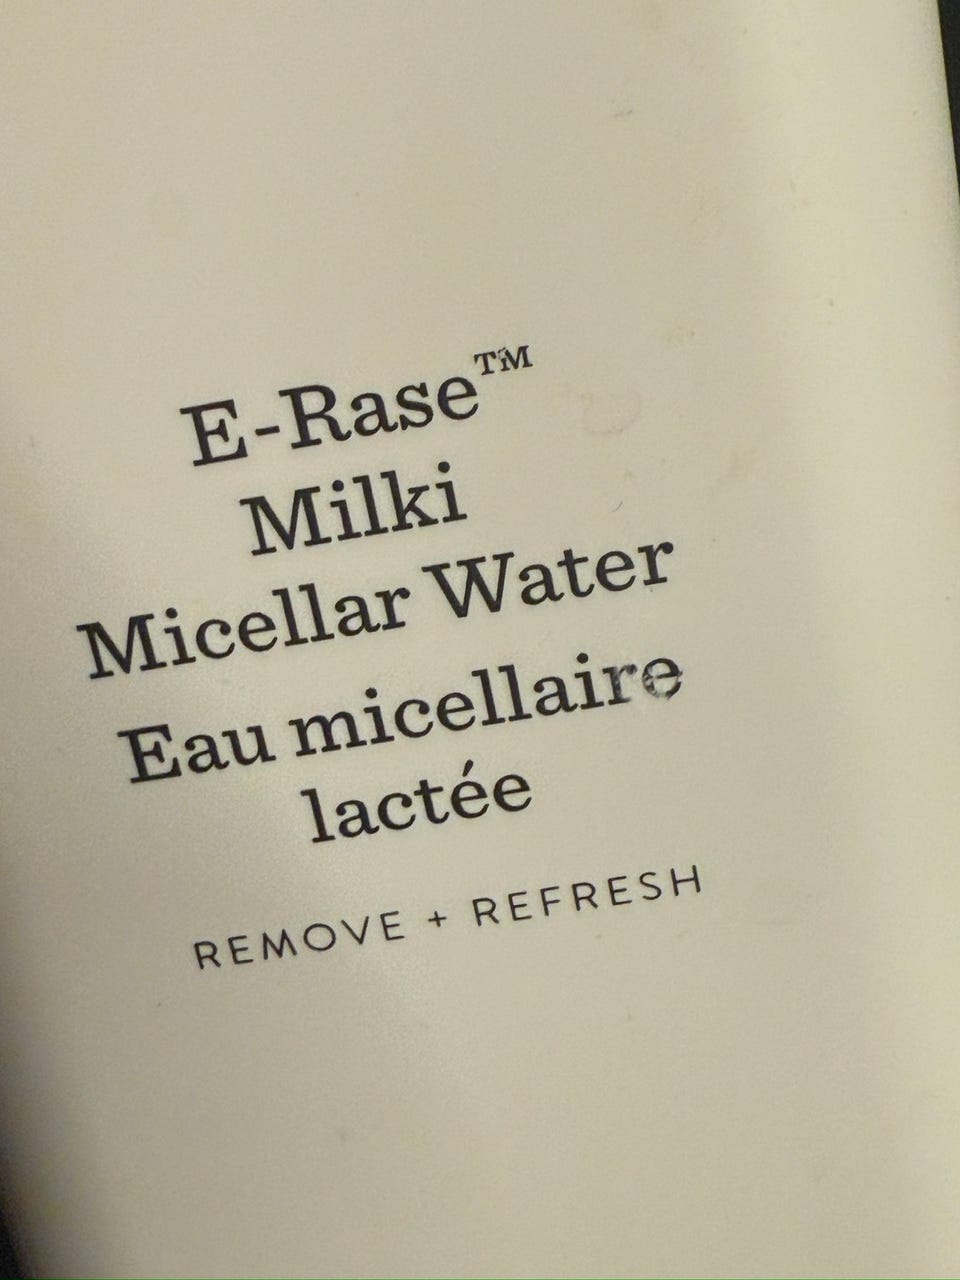 E-Rase™
Milki
Micellar Water
Eau micellaire
lactée
REMOVE + REFRESH